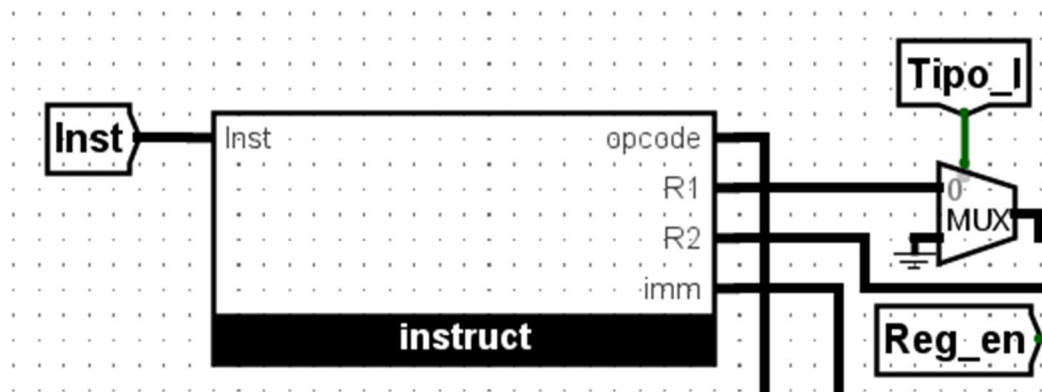 Tipo_I
Inst
Inst
opcode
R1
0
MUX
R2
imm
instruct
Reg_en